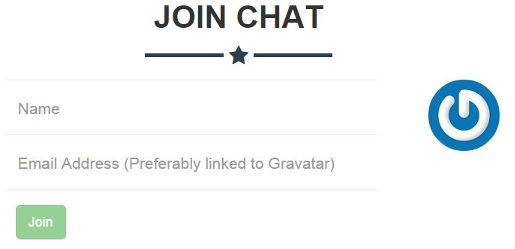 JOIN CHAT
Name
Email Address (Preferably linked to Gravatar)
Join